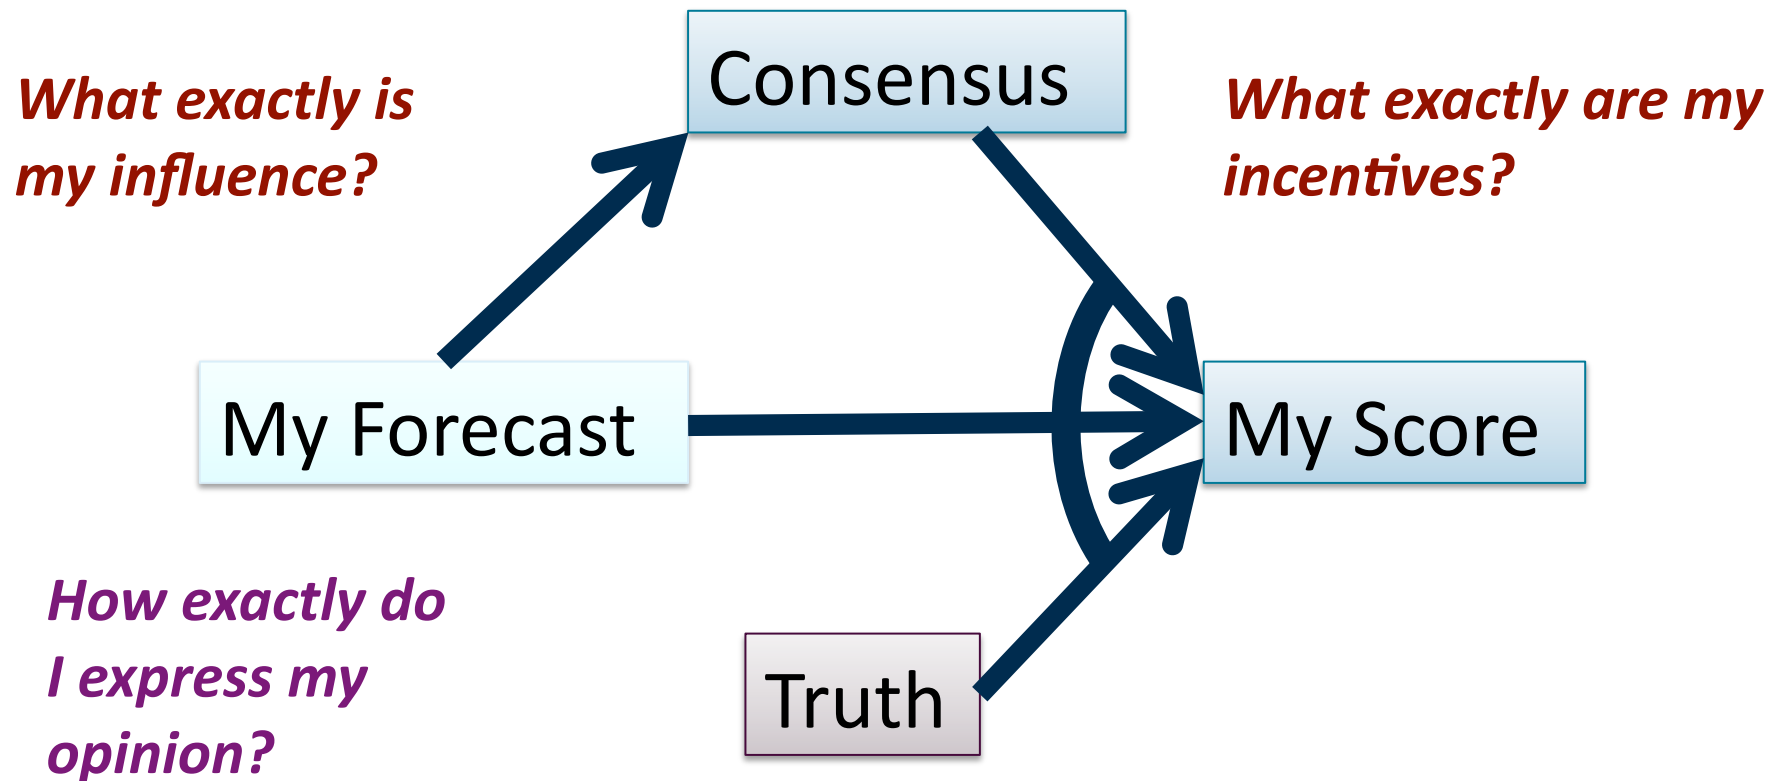 Consensus
What exactly is
my influence?
What exactly are my
incentives?
My Forecast
My Score
How exactly do
I express my
opinion?
Truth